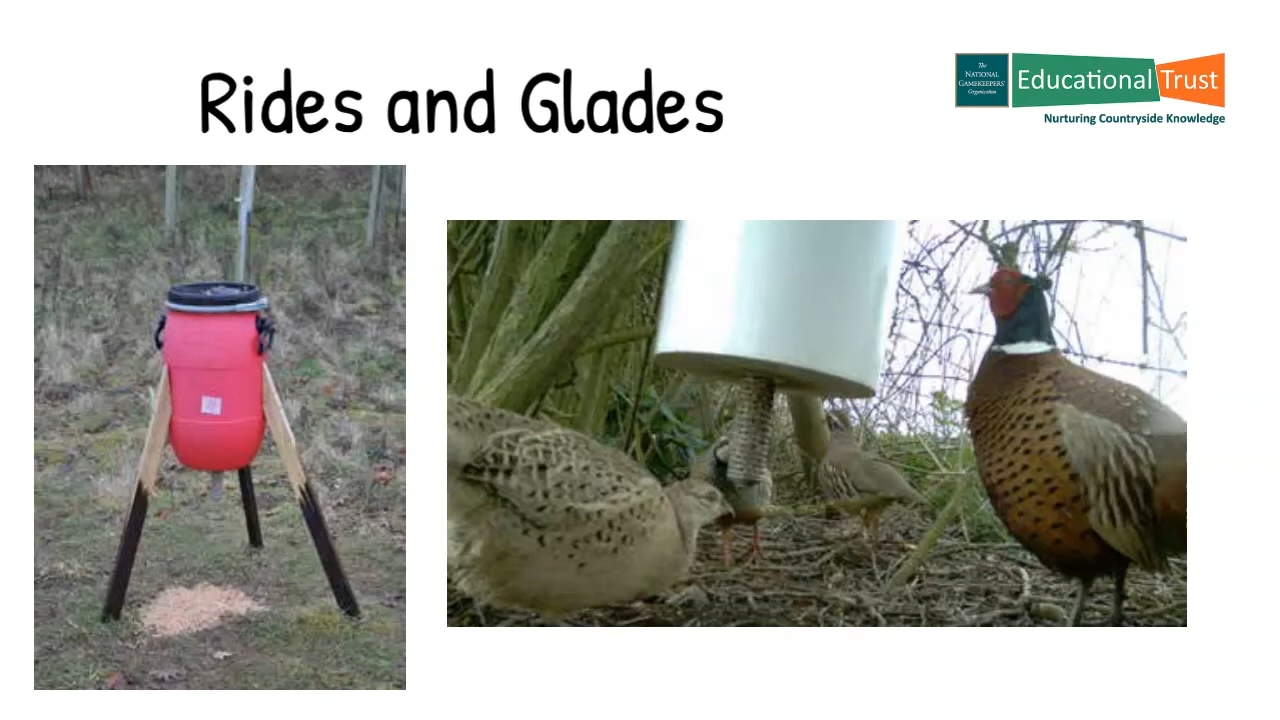 Rides and Glades
The
NATIONAL
GAMEKEEPERS'
Organisation
Educational Trust
Nurturing Countryside Knowledge